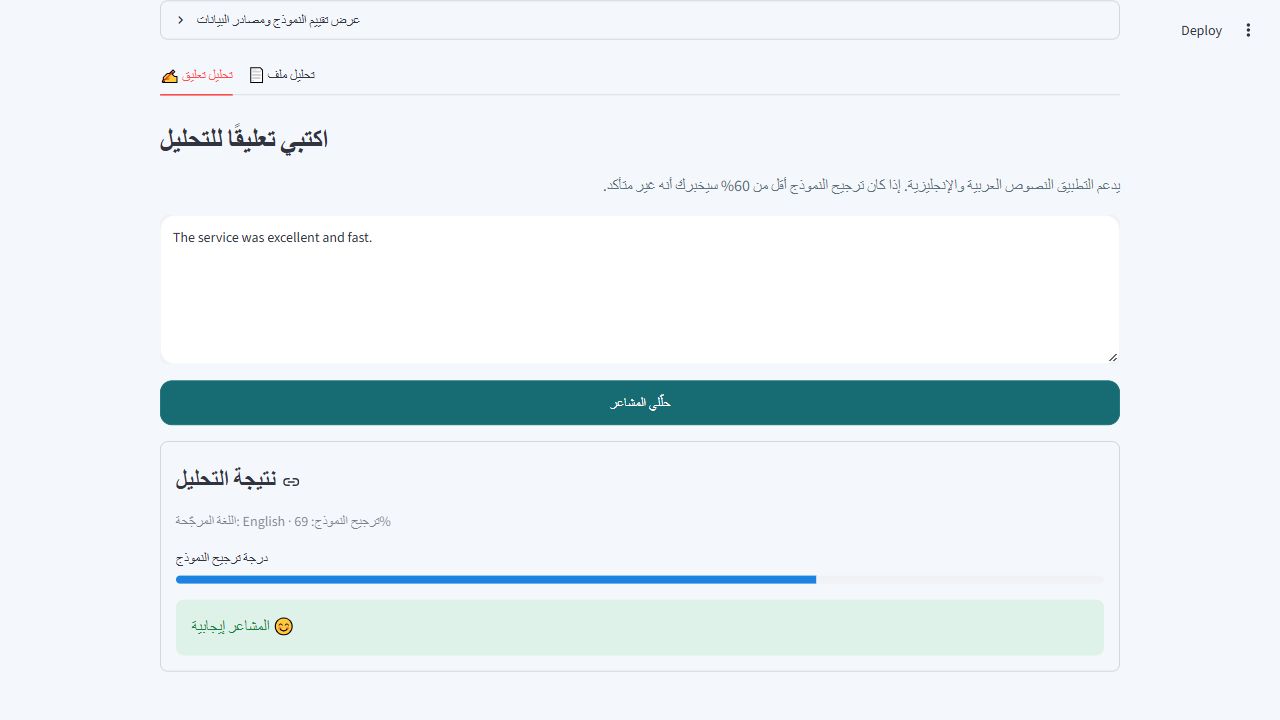 عرض تقييم النموذج ومصادر البيانات
Deploy
✍️ تحليل تعليق
📄 تحليل ملف
اكتبي تعليقًا للتحليل
يدعم التطبيق النصوص العربية والإنجليزية. إذا كان ترجيح النموذج أقل من 60% سيخبرك أنه غير متأكد.
The service was excellent and fast.
حلّلي المشاعر
نتيجة التحليل
اللغة المرجّحة: English · ترجيح النموذج: 69%
درجة ترجيح النموذج
المشاعر إيجابية 😊